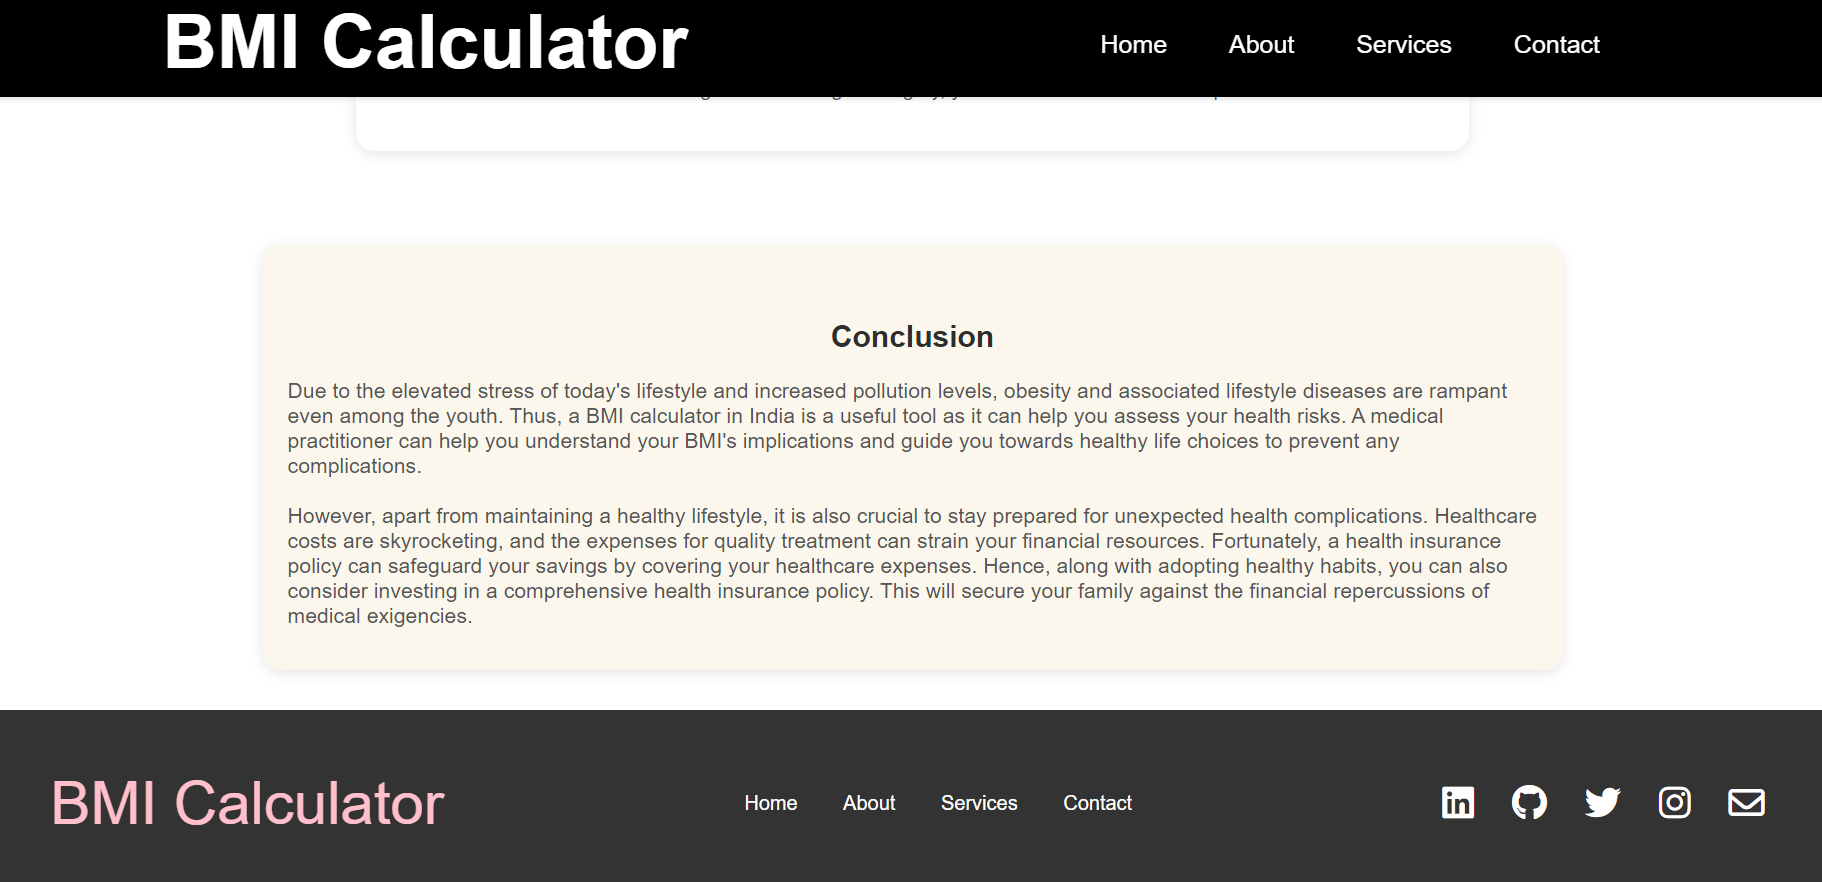 BMI Calculator
Home About Services Contact
Conclusion
Due to the elevated stress of today's lifestyle and increased pollution levels, obesity and associated lifestyle diseases are rampant
even among the youth. Thus, a BMI calculator in India is a useful tool as it can help you assess your health risks. A medical
practitioner can help you understand your BMI's implications and guide you towards healthy life choices to prevent any
complications.
However, apart from maintaining a healthy lifestyle, it is also crucial to stay prepared for unexpected health complications. Healthcare
costs are skyrocketing, and the expenses for quality treatment can strain your financial resources. Fortunately, a health insurance
policy can safeguard your savings by covering your healthcare expenses. Hence, along with adopting healthy habits, you can also
consider investing in a comprehensive health insurance policy. This will secure your family against the financial repercussions of
medical exigencies.
BMI Calculator
Home About Services Contact